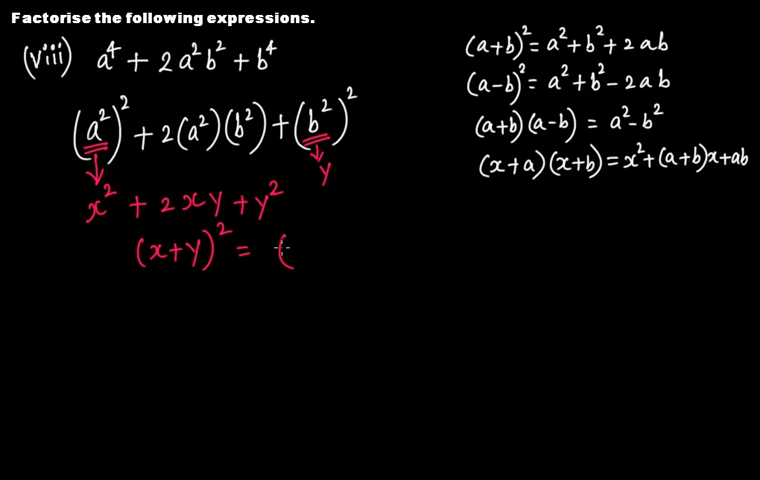 Factorise the following expressions.
(viii) a⁴ + 2a²b² + b⁴
(a²)² + 2(a²)(b²) + (b²)²
y
x² + 2xy + y²
(x+y)² = (
(a+b)² = a² + b² + 2ab
(a-b)² = a² + b² - 2ab
(a+b)(a-b) = a² - b²
(x+a)(x+b) = x² + (a+b)x + ab